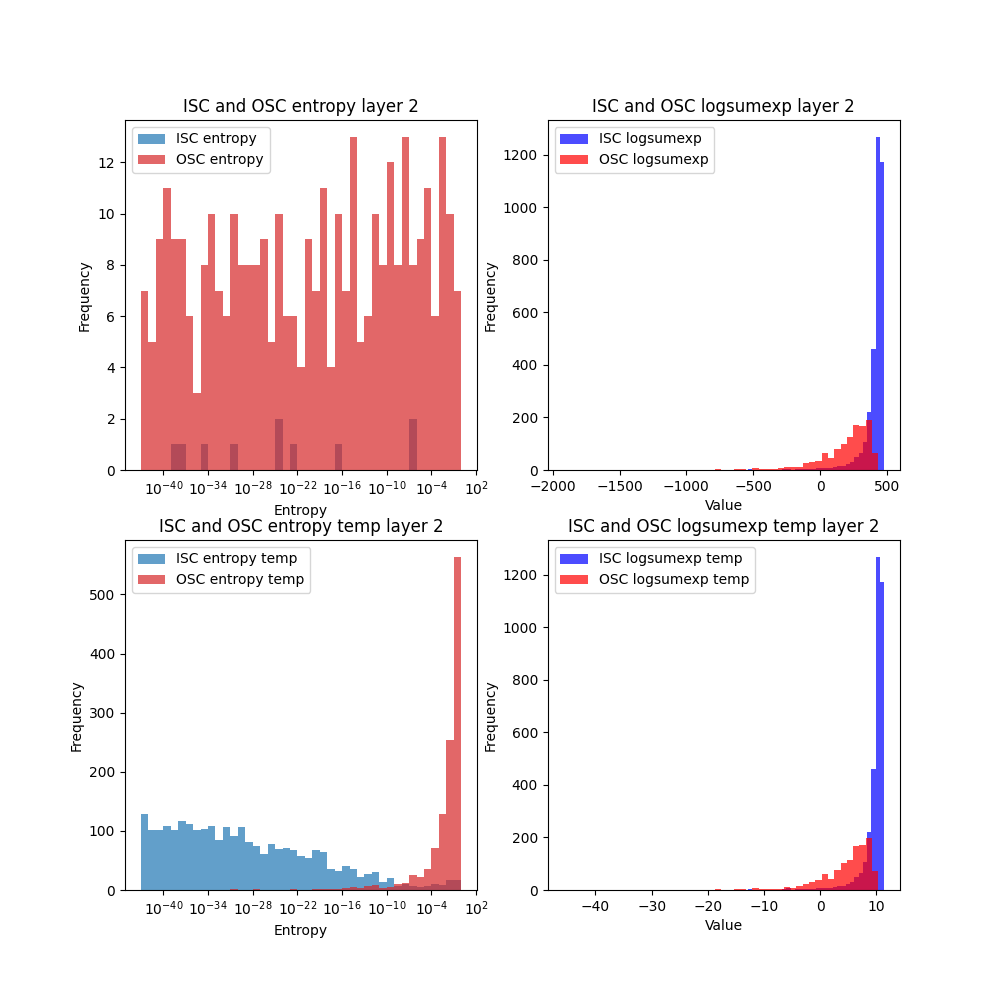 ISC and OSC entropy layer 2
ISC entropy
OSC entropy
Frequency
12
10
8
6
4
2
0
10⁻⁴⁰ 10⁻³⁴ 10⁻²⁸ 10⁻²² 10⁻¹⁶ 10⁻¹⁰ 10⁻⁴ 10²
Entropy
ISC and OSC logsumexp layer 2
ISC logsumexp
OSC logsumexp
Frequency
1200
1000
800
600
400
200
0
−2000 −1500 −1000 −500 0 500
Value
ISC and OSC entropy temp layer 2
ISC entropy temp
OSC entropy temp
Frequency
500
400
300
200
100
0
10⁻⁴⁰ 10⁻³⁴ 10⁻²⁸ 10⁻²² 10⁻¹⁶ 10⁻¹⁰ 10⁻⁴ 10²
Entropy
ISC and OSC logsumexp temp layer 2
ISC logsumexp temp
OSC logsumexp temp
Frequency
1200
1000
800
600
400
200
0
−40 −30 −20 −10 0 10
Value